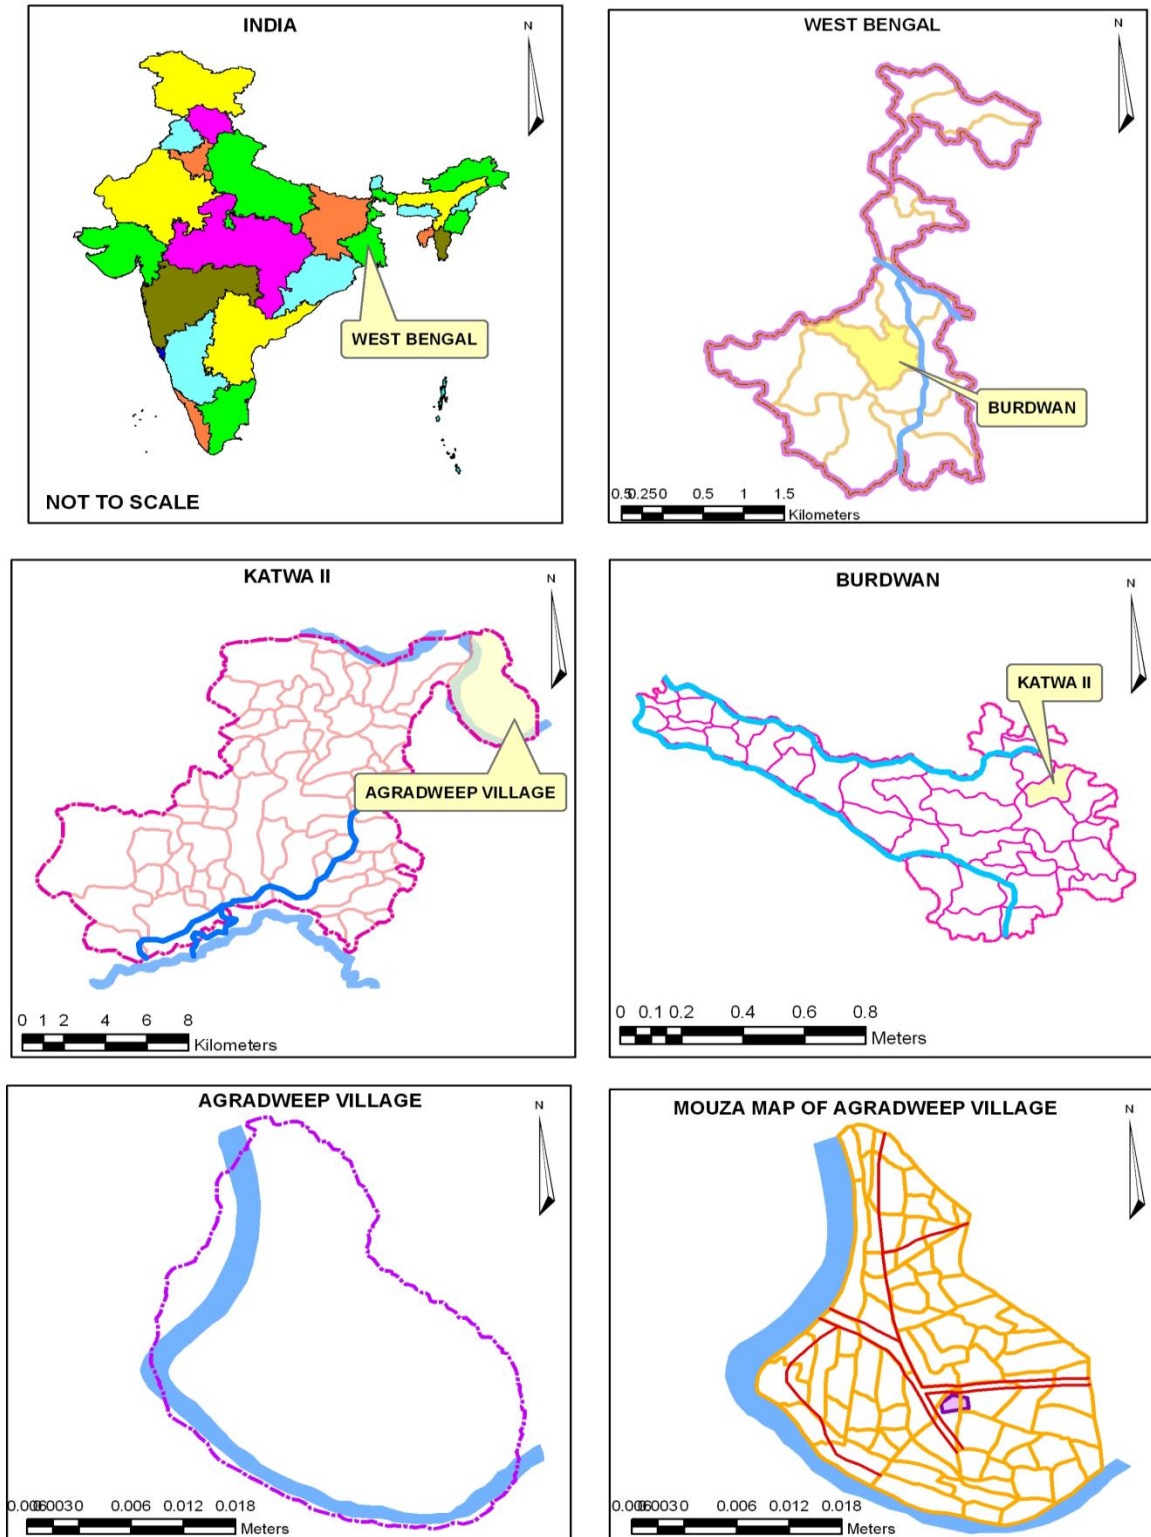 INDIA
N
WEST BENGAL
NOT TO SCALE
WEST BENGAL
N
BURDWAN
0.5 0.25 0 0.5 1 1.5
Kilometers
KATWA II
N
AGRADWEEP VILLAGE
0 1 2 4 6 8
Kilometers
BURDWAN
N
KATWA II
0 0.1 0.2 0.4 0.6 0.8
Meters
AGRADWEEP VILLAGE
N
0.006 0.003 0 0.006 0.012 0.018
Meters
MOUZA MAP OF AGRADWEEP VILLAGE
N
0.006 0.003 0 0.006 0.012 0.018
Meters